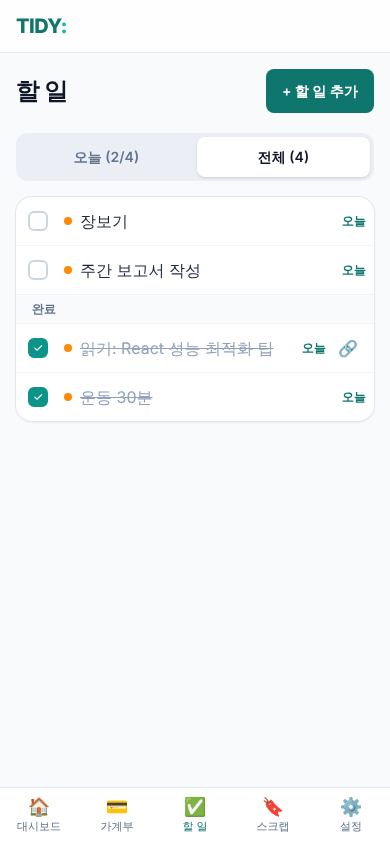 TIDY:
할 일
+ 할 일 추가
오늘 (2/4)
전체 (4)
장보기 오늘
주간 보고서 작성 오늘
완료
읽기: React 성능 최적화 팁 오늘
운동 30분 오늘
대시보드 가계부 할 일 스크랩 설정